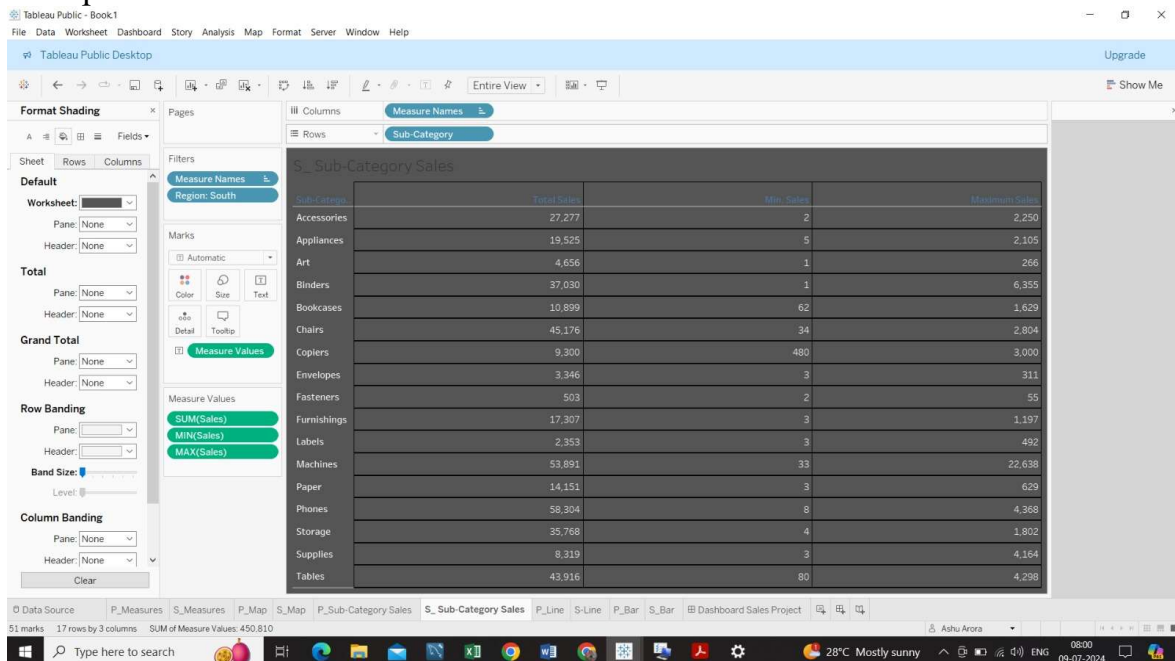 Tableau Public - Book1
File Data Worksheet Dashboard Story Analysis Map Format Server Window Help
Tableau Public Desktop Upgrade
Entire View Show Me
Format Shading × Pages Columns Measure Names
Fields Rows Sub-Category
Sheet Rows Columns
Default
Worksheet:
Pane: None
Header: None
Total
Pane: None
Header: None
Grand Total
Pane: None
Header: None
Row Banding
Pane:
Header:
Band Size:
Level:
Column Banding
Pane: None
Header: None
Clear
Filters
Measure Names
Region: South
Marks
Automatic
Color Size Text
Detail Tooltip
Measure Values
Measure Values
SUM(Sales)
MIN(Sales)
MAX(Sales)
S_ Sub-Category Sales
Sub-Catego.. Total Sales Min. Sales Maximum Sales
Accessories 27,277 2 2,250
Appliances 19,525 5 2,105
Art 4,656 1 266
Binders 37,030 1 6,355
Bookcases 10,899 62 1,629
Chairs 45,176 34 2,804
Copiers 9,300 480 3,000
Envelopes 3,346 3 311
Fasteners 503 2 55
Furnishings 17,307 3 1,197
Labels 2,353 3 492
Machines 53,891 33 22,638
Paper 14,151 3 629
Phones 58,304 8 4,368
Storage 35,768 4 1,802
Supplies 8,319 3 4,164
Tables 43,916 80 4,298
Data Source P_Measures S_Measures P_Map S_Map P_Sub-Category Sales S_ Sub-Category Sales P_Line S-Line P_Bar S_Bar Dashboard Sales Project
51 marks 17 rows by 3 columns SUM of Measure Values: 450,810 Ashu Arora
Type here to search 28°C Mostly sunny ENG 08:00
09-07-2024